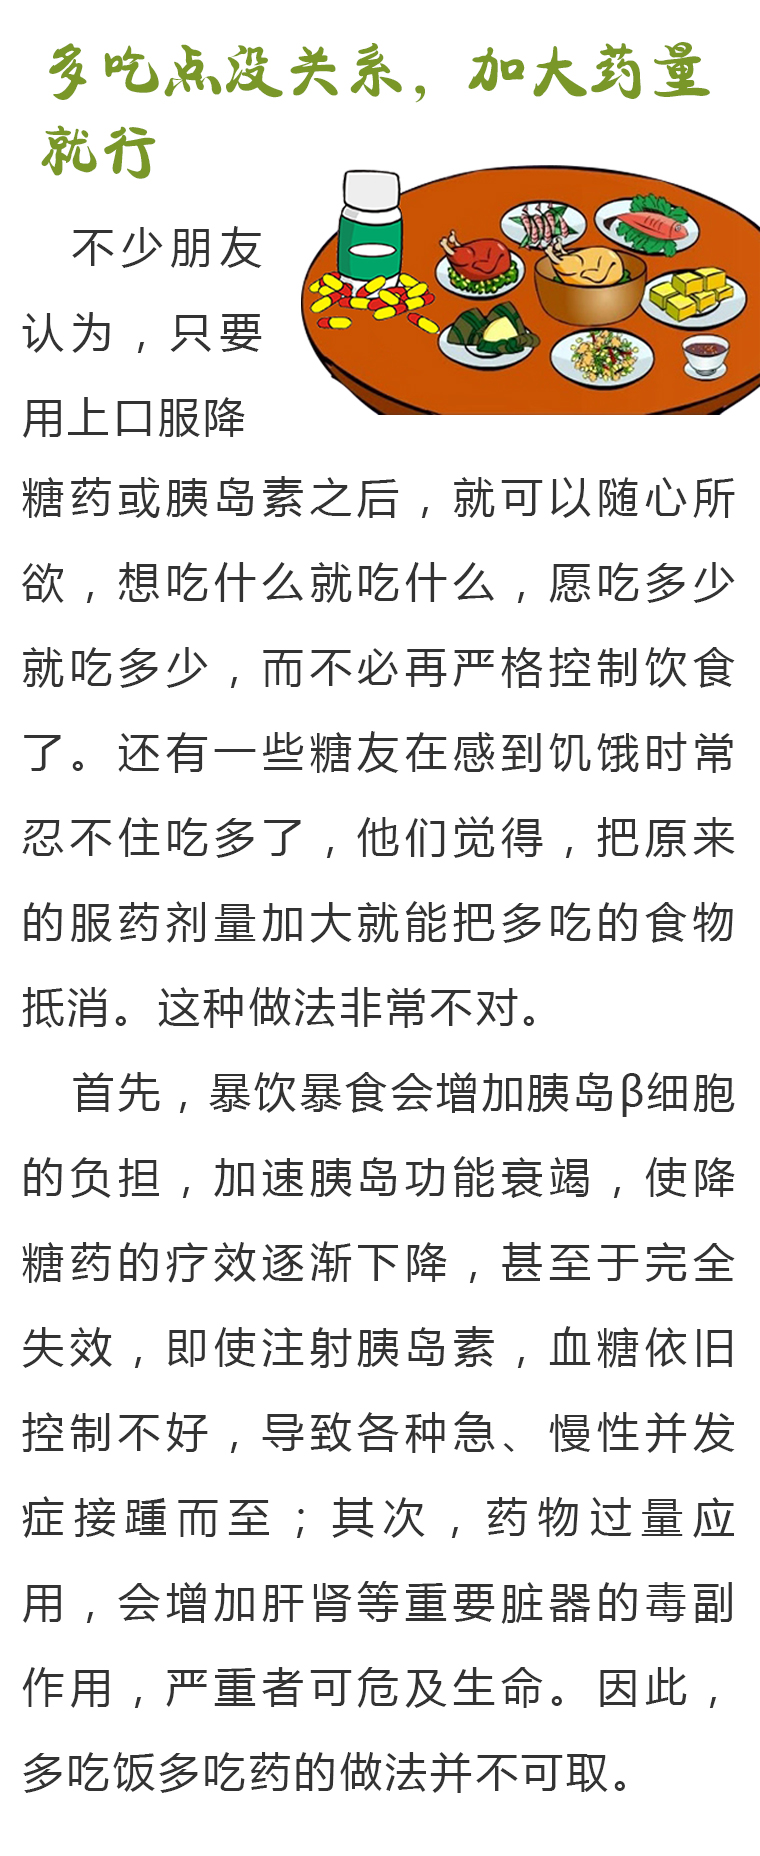 多吃点没关系，加大药量
就行
不少朋友
认为，只要
用上口服降
糖药或胰岛素之后，就可以随心所
欲，想吃什么就吃什么，愿吃多少
就吃多少，而不必再严格控制饮食
了。还有一些糖友在感到饥饿时常
忍不住吃多了，他们觉得，把原来
的服药剂量加大就能把多吃的食物
抵消。这种做法非常不对。
首先，暴饮暴食会增加胰岛β细胞
的负担，加速胰岛功能衰竭，使降
糖药的疗效逐渐下降，甚至于完全
失效，即使注射胰岛素，血糖依旧
控制不好，导致各种急、慢性并发
症接踵而至；其次，药物过量应
用，会增加肝肾等重要脏器的毒副
作用，严重者可危及生命。因此，
多吃饭多吃药的做法并不可取。